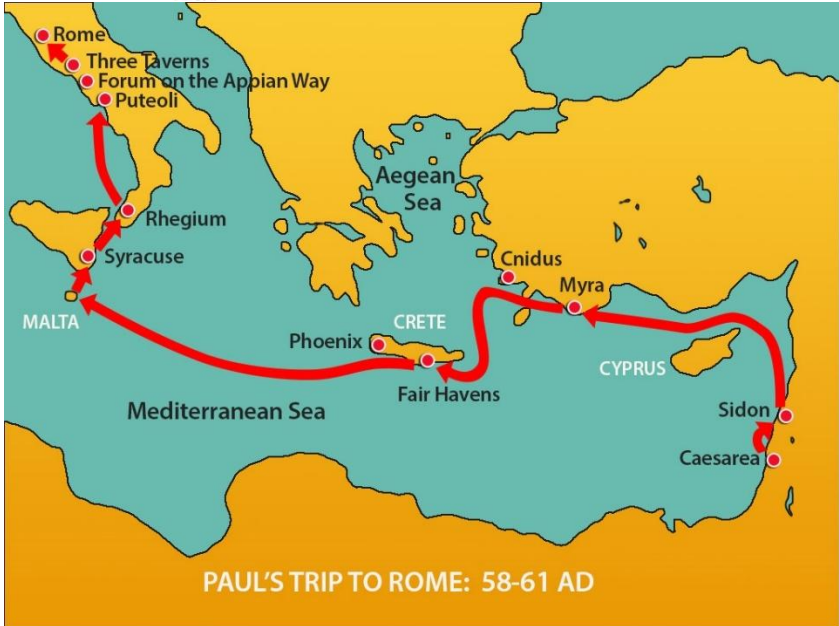 Rome
Three Taverns
Forum on the Appian Way
Puteoli
Aegean
Sea
Rhegium
Syracuse
Cnidus
Myra
MALTA
CRETE
Phoenix
CYPRUS
Fair Havens
Mediterranean Sea
Sidon
Caesarea
PAUL'S TRIP TO ROME: 58-61 AD